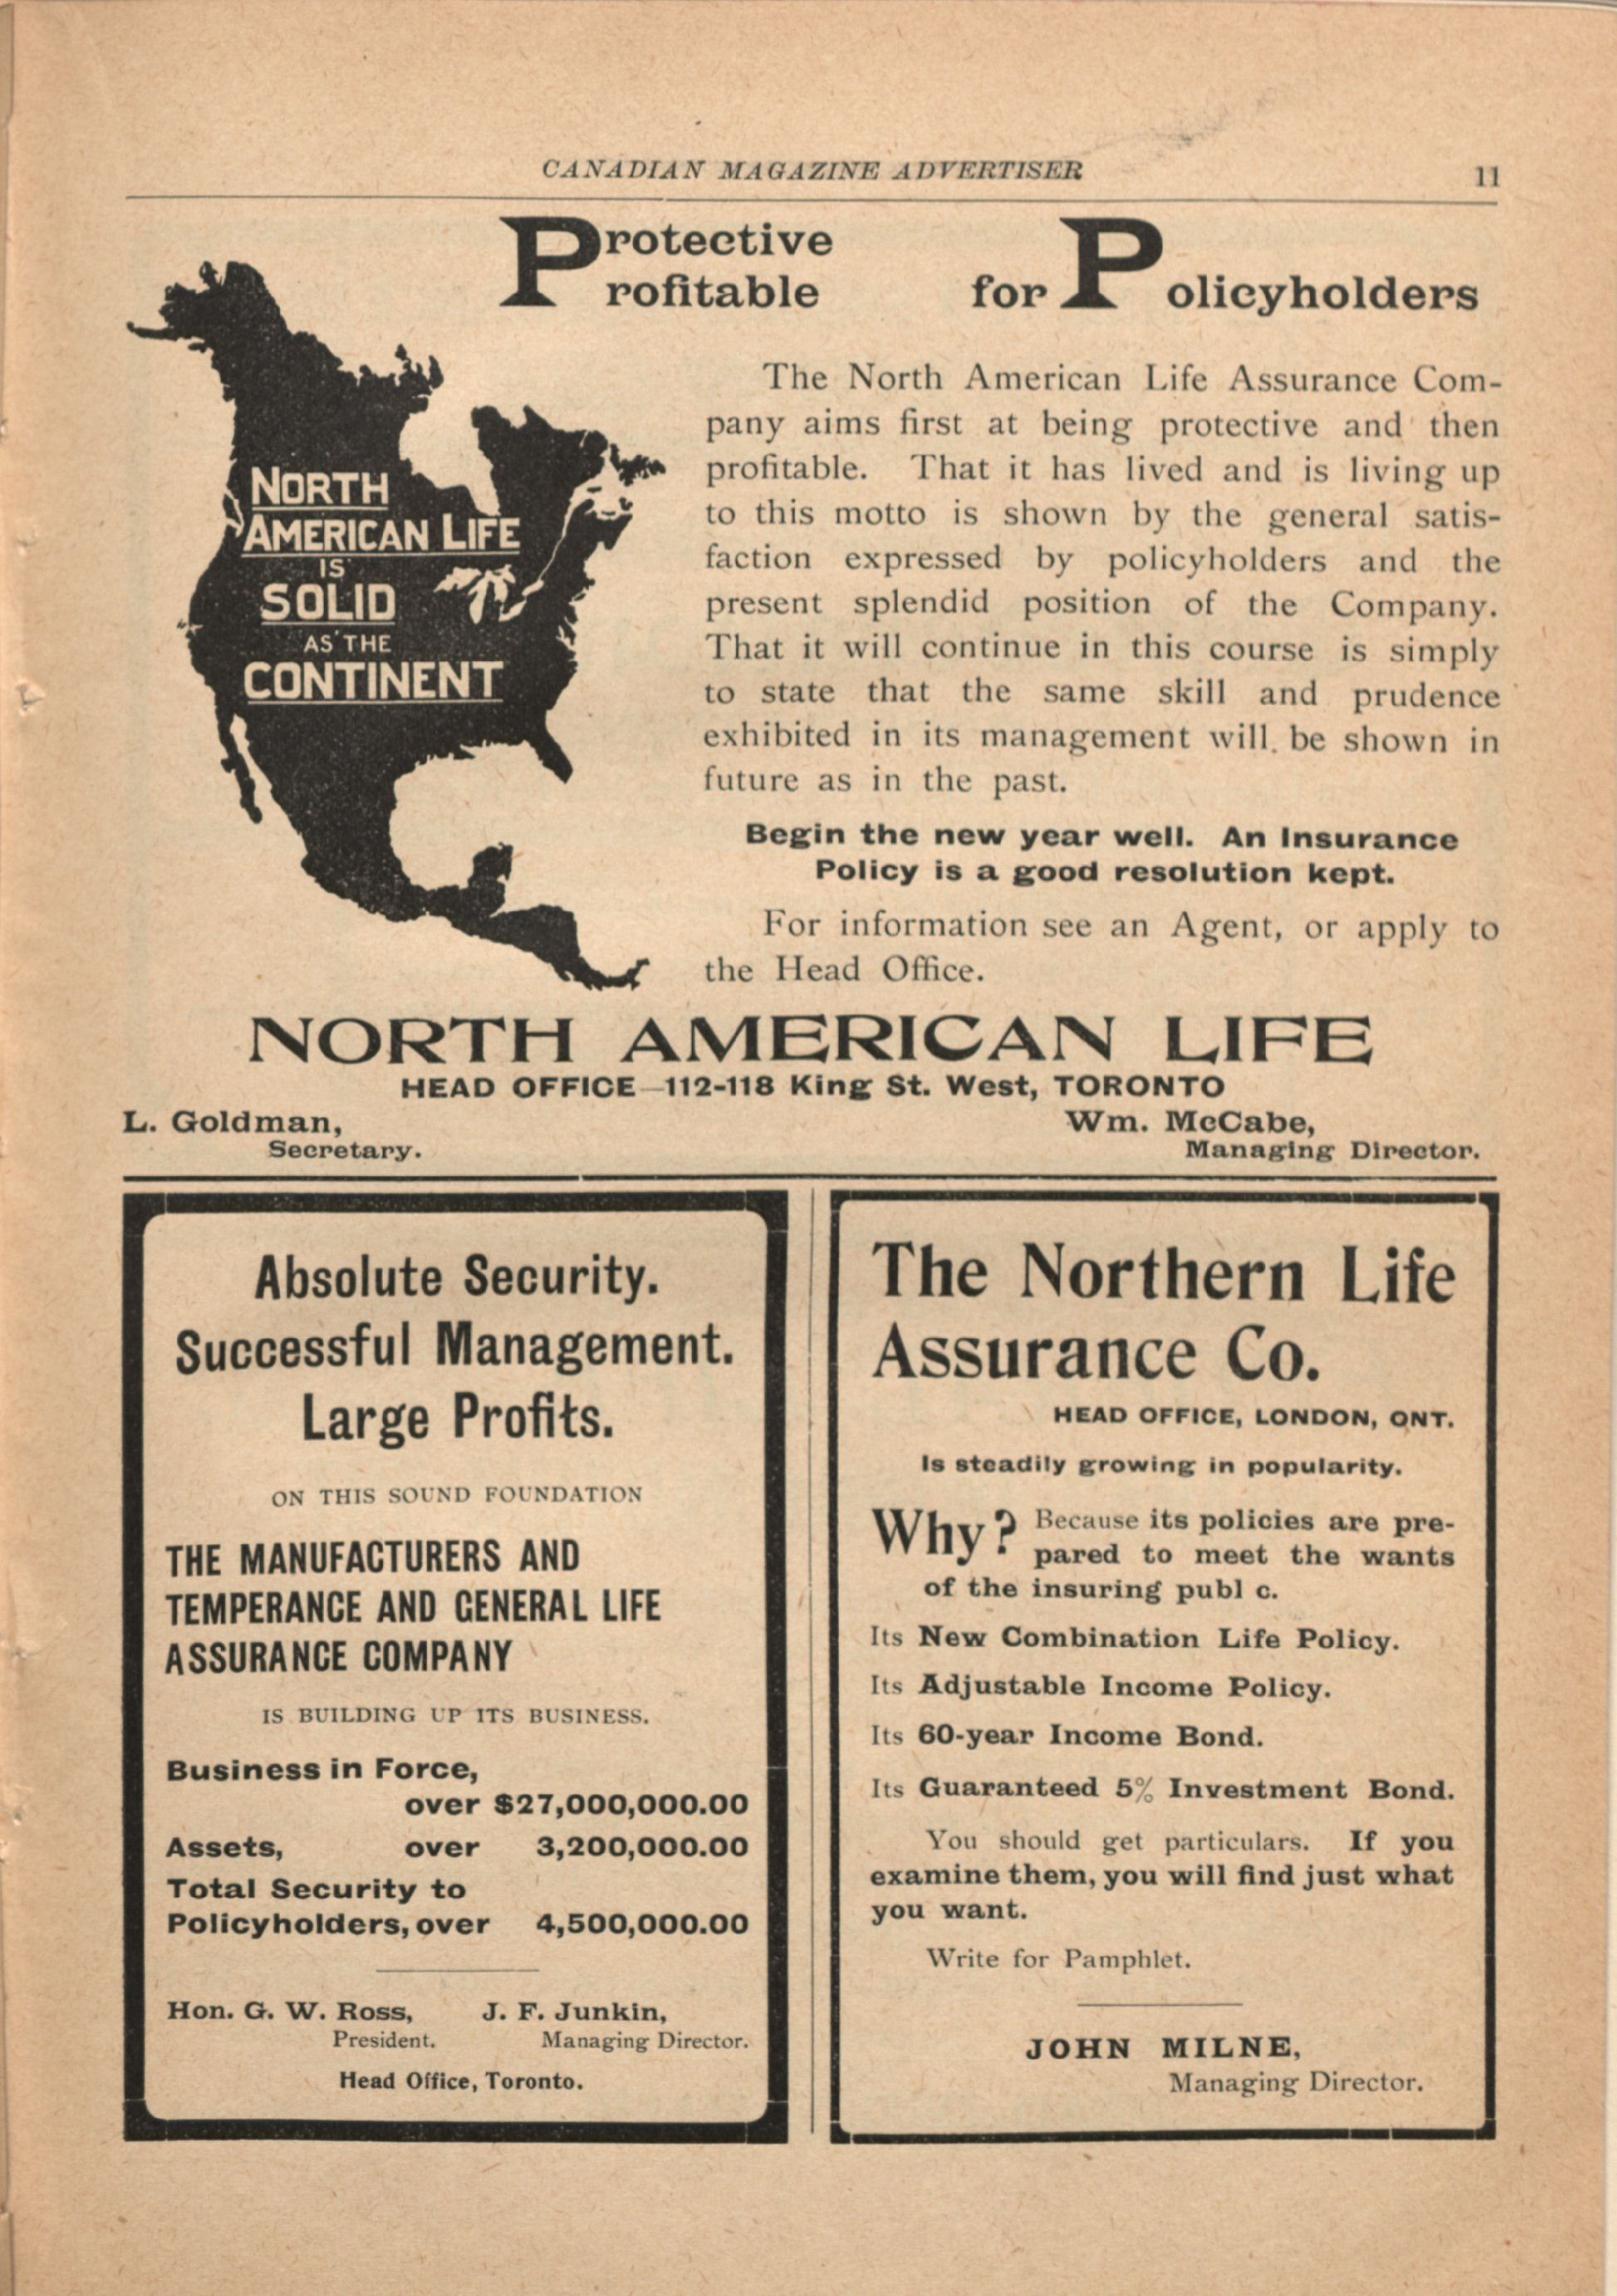 CANADIAN MAGAZINE ADVERTISER 11
Protective
Profitable for Policyholders
NORTH
AMERICAN LIFE
IS
SOLID
AS THE
CONTINENT
The North American Life Assurance Com-
pany aims first at being protective and then
profitable. That it has lived and is living up
to this motto is shown by the general satis-
faction expressed by policyholders and the
present splendid position of the Company.
That it will continue in this course is simply
to state that the same skill and prudence
exhibited in its management will be shown in
future as in the past.
Begin the new year well. An Insurance
Policy is a good resolution kept.
For information see an Agent, or apply to
the Head Office.
NORTH AMERICAN LIFE
HEAD OFFICE—112-118 King St. West, TORONTO
L. Goldman,
Secretary.
Wm. McCabe,
Managing Director.
Absolute Security.
Successful Management.
Large Profits.
ON THIS SOUND FOUNDATION
THE MANUFACTURERS AND
TEMPERANCE AND GENERAL LIFE
ASSURANCE COMPANY
IS BUILDING UP ITS BUSINESS.
Business in Force,
over $27,000,000.00
Assets, over 3,200,000.00
Total Security to
Policyholders, over 4,500,000.00
Hon. G. W. Ross, J. F. Junkin,
President. Managing Director.
Head Office, Toronto.
The Northern Life
Assurance Co.
HEAD OFFICE, LONDON, ONT.
Is steadily growing in popularity.
Why? Because its policies are pre-
pared to meet the wants
of the insuring publ c.
Its New Combination Life Policy.
Its Adjustable Income Policy.
Its 60-year Income Bond.
Its Guaranteed 5% Investment Bond.
You should get particulars. If you
examine them, you will find just what
you want.
Write for Pamphlet.
JOHN MILNE,
Managing Director.